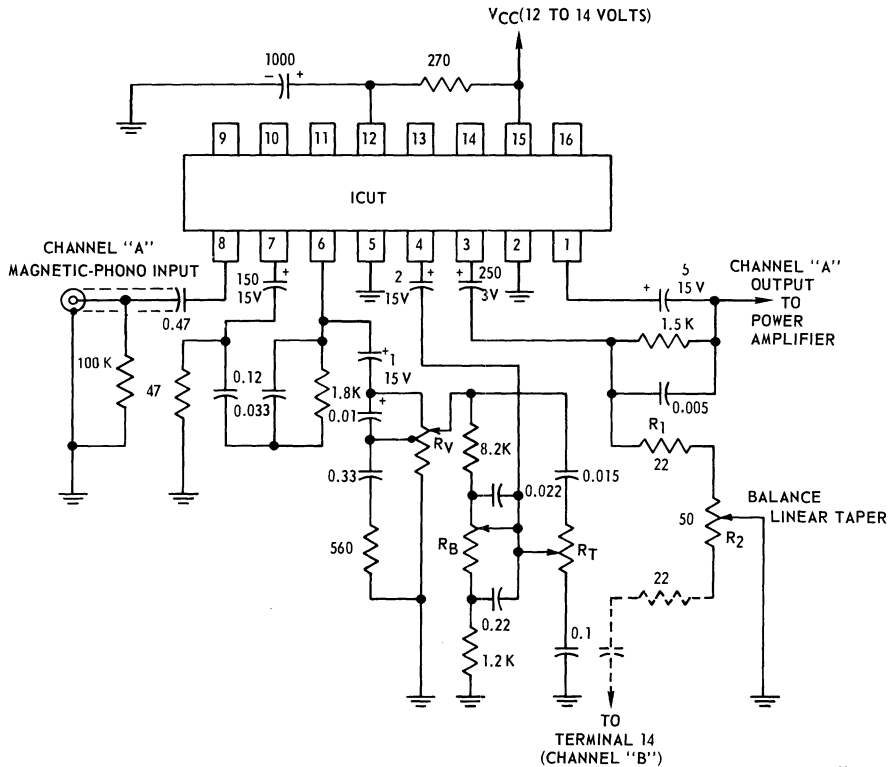 VCC(12 TO 14 VOLTS)
1000
− +
270
9 10 11 12 13 14 15 16
ICUT
8 7 6 5 4 3 2 1
CHANNEL "A"
MAGNETIC-PHONO INPUT
150
15V
+
2
15V
+
+
250
3V
+
5
15 V
CHANNEL "A"
OUTPUT
TO
POWER
AMPLIFIER
0.47
100 K
47
0.12
0.033
1.8K
0.01
+
1
15 V
+
1.5 K
0.005
RV
8.2K
0.022
0.015
R1
22
0.33
560
RB
RT
50
R2
BALANCE
LINEAR TAPER
22
0.22
1.2 K
0.1
TO
TERMINAL 14
(CHANNEL "B")